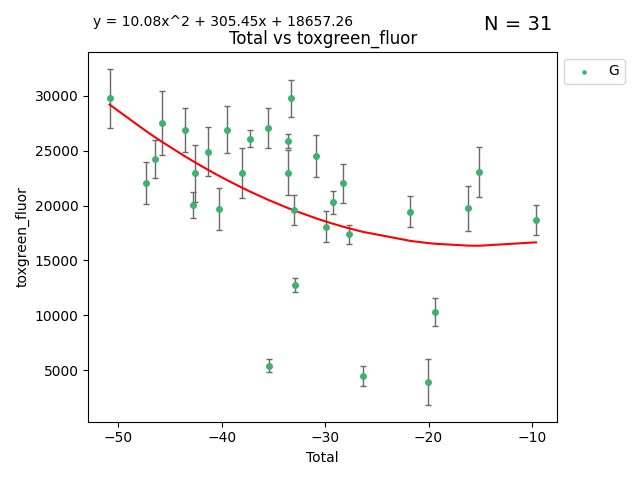 y = 10.08x^2 + 305.45x + 18657.26
N = 31
Total vs toxgreen_fluor
G
30000
25000
20000
15000
10000
5000
toxgreen_fluor
−50
−40
−30
−20
−10
Total